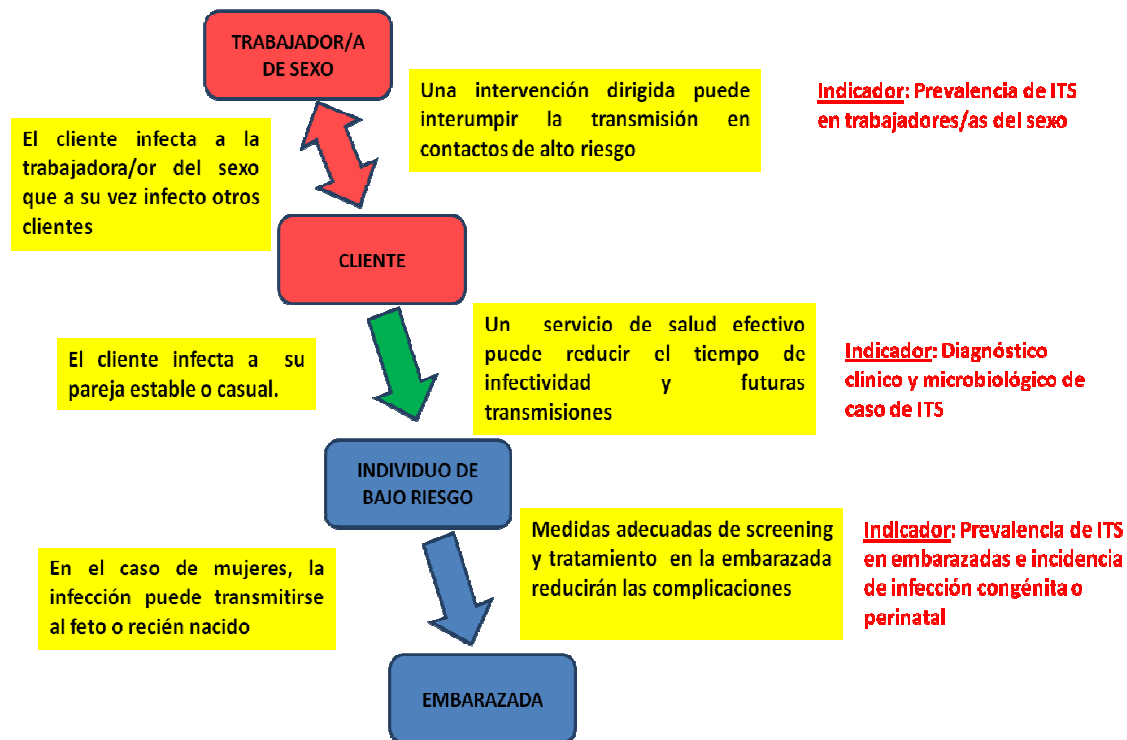 TRABAJADOR/A
DE SEXO
Una intervención dirigida puede
interumpir la transmisión en
contactos de alto riesgo
Indicador: Prevalencia de ITS
en trabajadores/as del sexo
El cliente infecta a la
trabajadora/or del sexo
que a su vez infecto otros
clientes
CLIENTE
Un servicio de salud efectivo
puede reducir el tiempo de
infectividad y futuras
transmisiones
Indicador: Diagnóstico
clínico y microbiológico de
caso de ITS
El cliente infecta a su
pareja estable o casual.
INDIVIDUO DE
BAJO RIESGO
Medidas adecuadas de screening
y tratamiento en la embarazada
reducirán las complicaciones
Indicador: Prevalencia de ITS
en embarazadas e incidencia
de infección congénita o
perinatal
En el caso de mujeres, la
infección puede transmitirse
al feto o recién nacido
EMBARAZADA